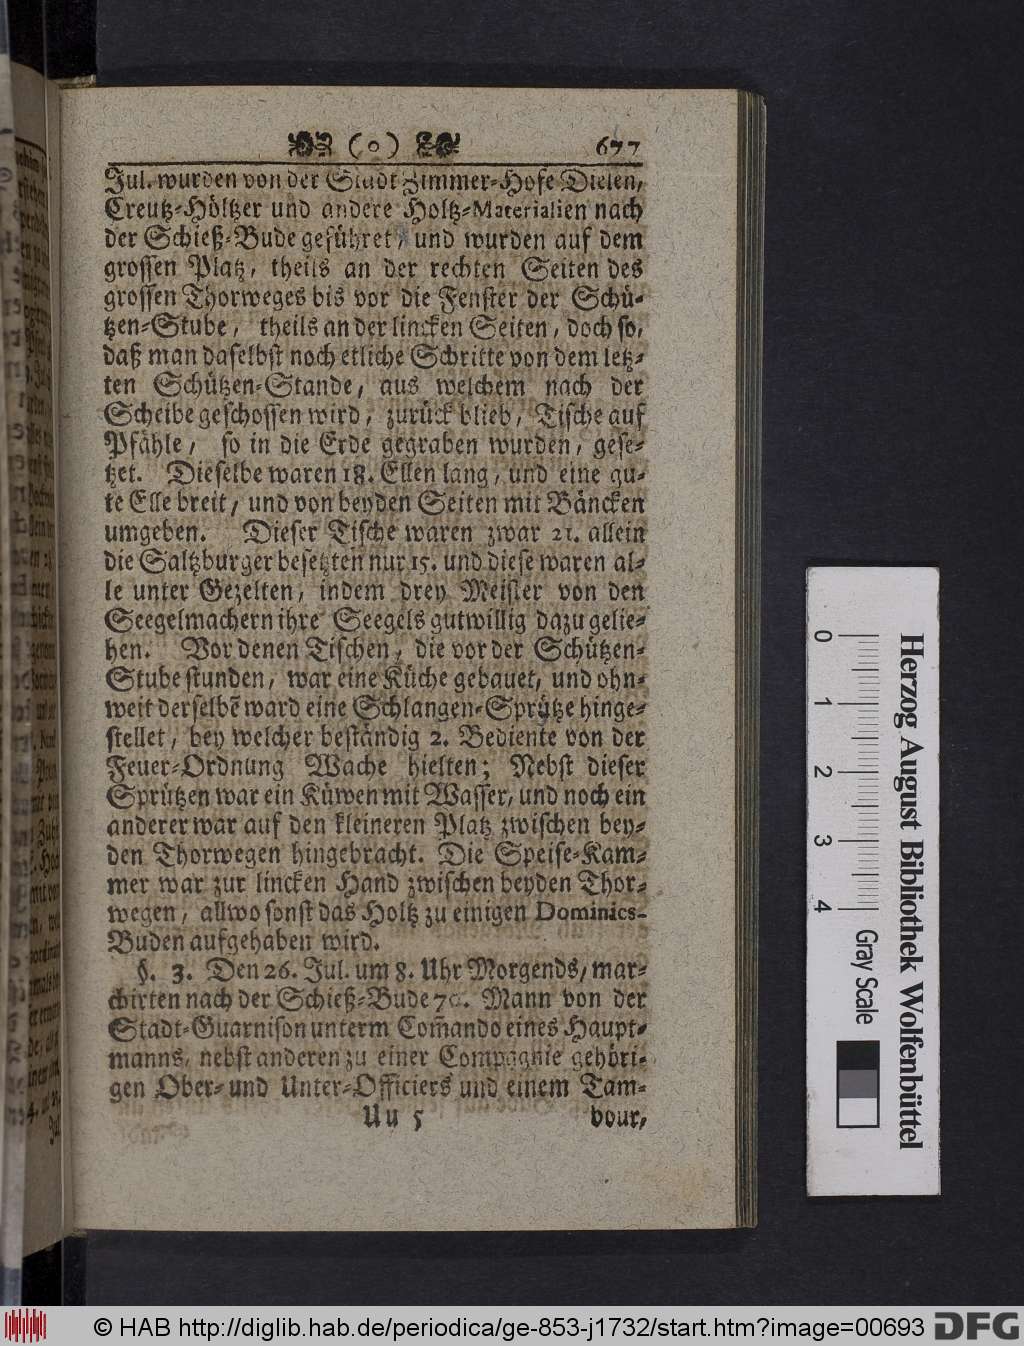 ( o ) 677
Jul. wurden von der Stadt Zimmer-Hofe Dielen,
Creutz-Höltzer und andere Holtz-Materialien nach
der Schieß-Bude geführet, und wurden auf dem
grossen Platz, theils an der rechten Seiten des
grossen Thorweges bis vor die Fenster der Schü-
tzen-Stube, theils an der lincken Seiten, doch so,
daß man daselbst noch etliche Schritte von dem letz-
ten Schützen-Stande, aus welchem nach der
Scheibe geschossen wird, zurück blieb, Tische auf
Pfähle, so in die Erde gegraben wurden, gese-
tzet. Dieselbe waren 18. Ellen lang, und eine gu-
te Elle breit, und von beyden Seiten mit Bäncken
umgeben. Dieser Tische waren zwar 21. allein
die Saltzburger besetzten nur 15. und diese waren al-
le unter Gezelten, indem drey Meister von den
Seegelmachern ihre Seegels gutwillig dazu gelie-
hen. Vor denen Tischen, die vor der Schützen-
Stube stunden, war eine Küche gebauet, und ohn-
weit derselbē ward eine Schlangen-Sprütze hinge-
stellet, bey welcher beständig 2. Bediente von der
Feuer-Ordnung Wache hielten; Nebst dieser
Sprützen war ein Küwen mit Wasser, und noch ein
anderer war auf den kleineren Platz zwischen bey-
den Thorwegen hingebracht. Die Speise-Kam-
mer war zur lincken Hand zwischen beyden Thor-
wegen, allwo sonst das Holtz zu einigen Dominics-
Buden aufgehaben wird.
§. 3. Den 26. Jul. um 8. Uhr Morgends, mar-
chirten nach der Schieß-Bude 70. Mann von der
Stadt-Guarnison unterm Com̄ando eines Haupt-
manns, nebst anderen zu einer Compagnie gehöri-
gen Ober- und Unter-Officiers und einem Tam-
Uu 5 bour,
0 1 2 3 4
Gray Scale
Herzog August Bibliothek Wolfenbüttel
© HAB http://diglib.hab.de/periodica/ge-853-j1732/start.htm?image=00693
DFG